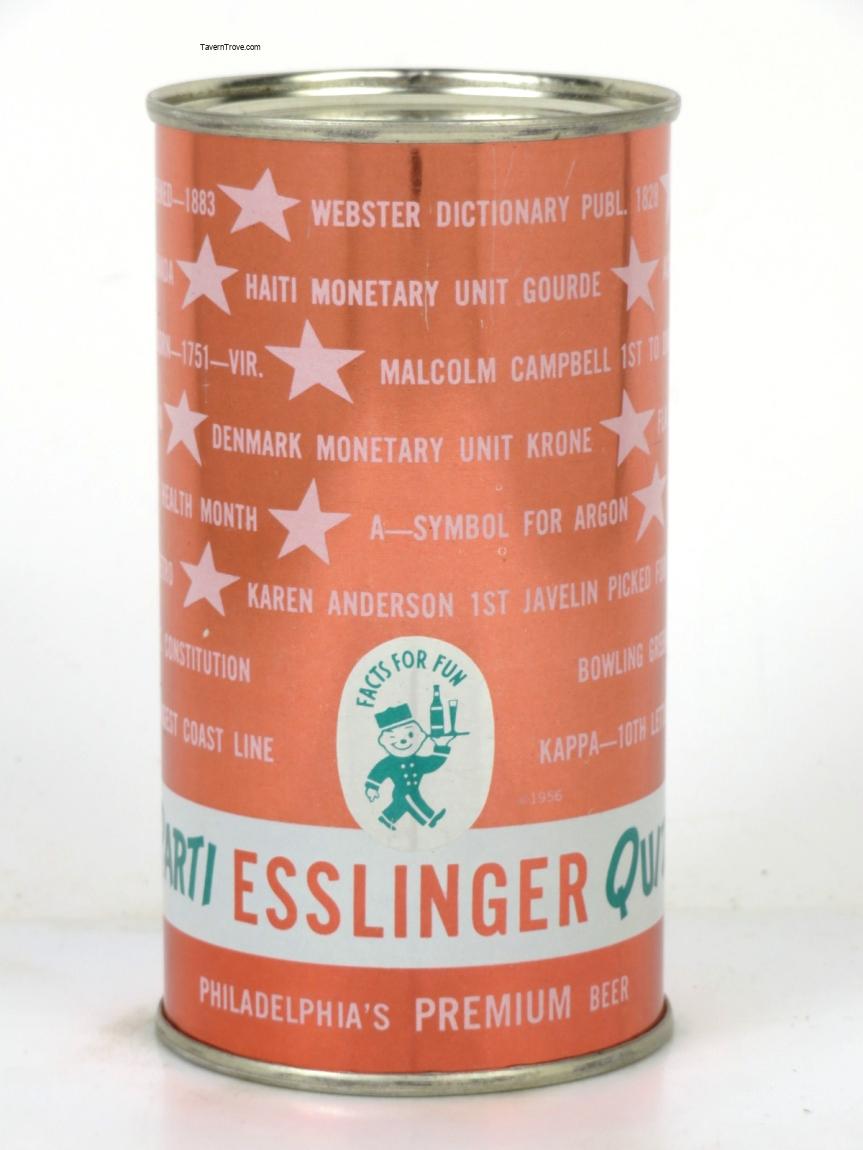 TavernTrove.com
—1883 WEBSTER DICTIONARY PUBL. 1828
HAITI MONETARY UNIT GOURDE
—1751—VIR. MALCOLM CAMPBELL 1ST TO
DENMARK MONETARY UNIT KRONE
HEALTH MONTH A—SYMBOL FOR ARGON
KAREN ANDERSON 1ST JAVELIN PICKED
CONSTITUTION BOWLING
FACTS FOR FUN
COAST LINE KAPPA—10TH
©1956
ARTI ESSLINGER QUI
PHILADELPHIA'S PREMIUM BEER